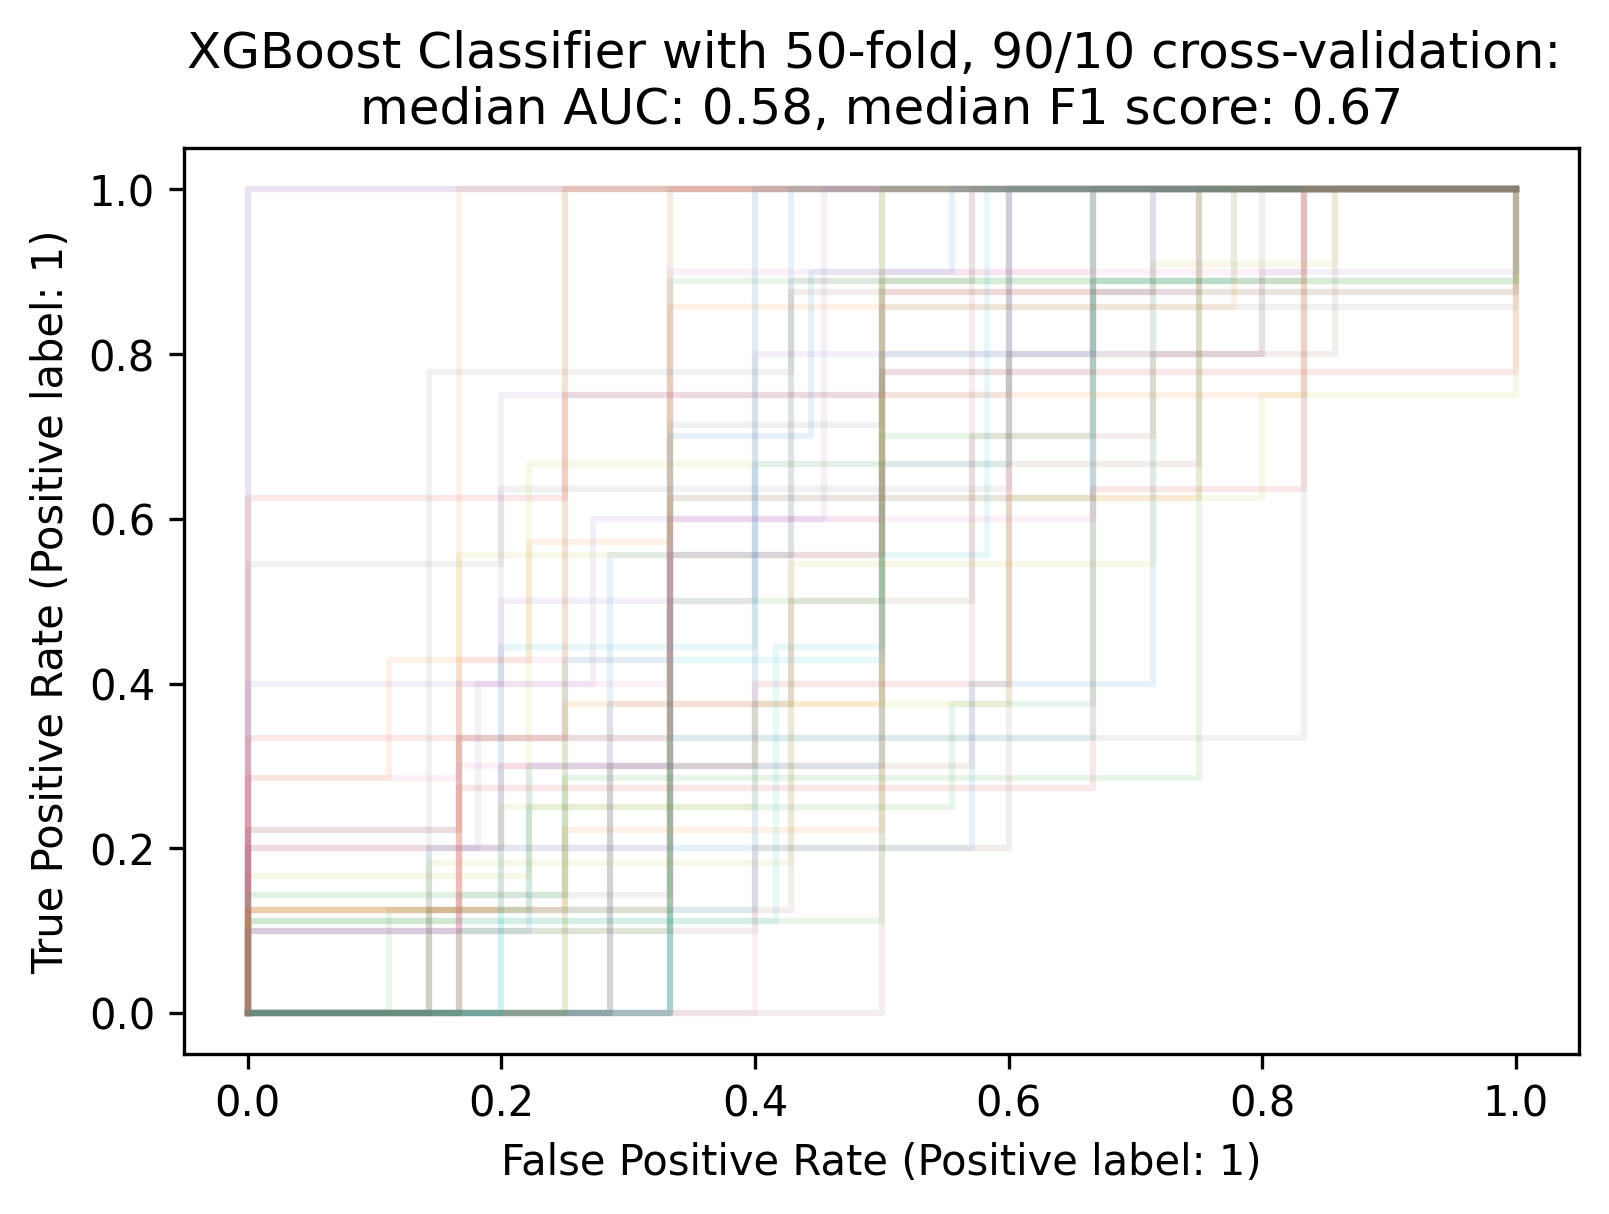 XGBoost Classifier with 50-fold, 90/10 cross-validation:
median AUC: 0.58, median F1 score: 0.67
True Positive Rate (Positive label: 1)
1.0
0.8
0.6
0.4
0.2
0.0
0.0 0.2 0.4 0.6 0.8 1.0
False Positive Rate (Positive label: 1)